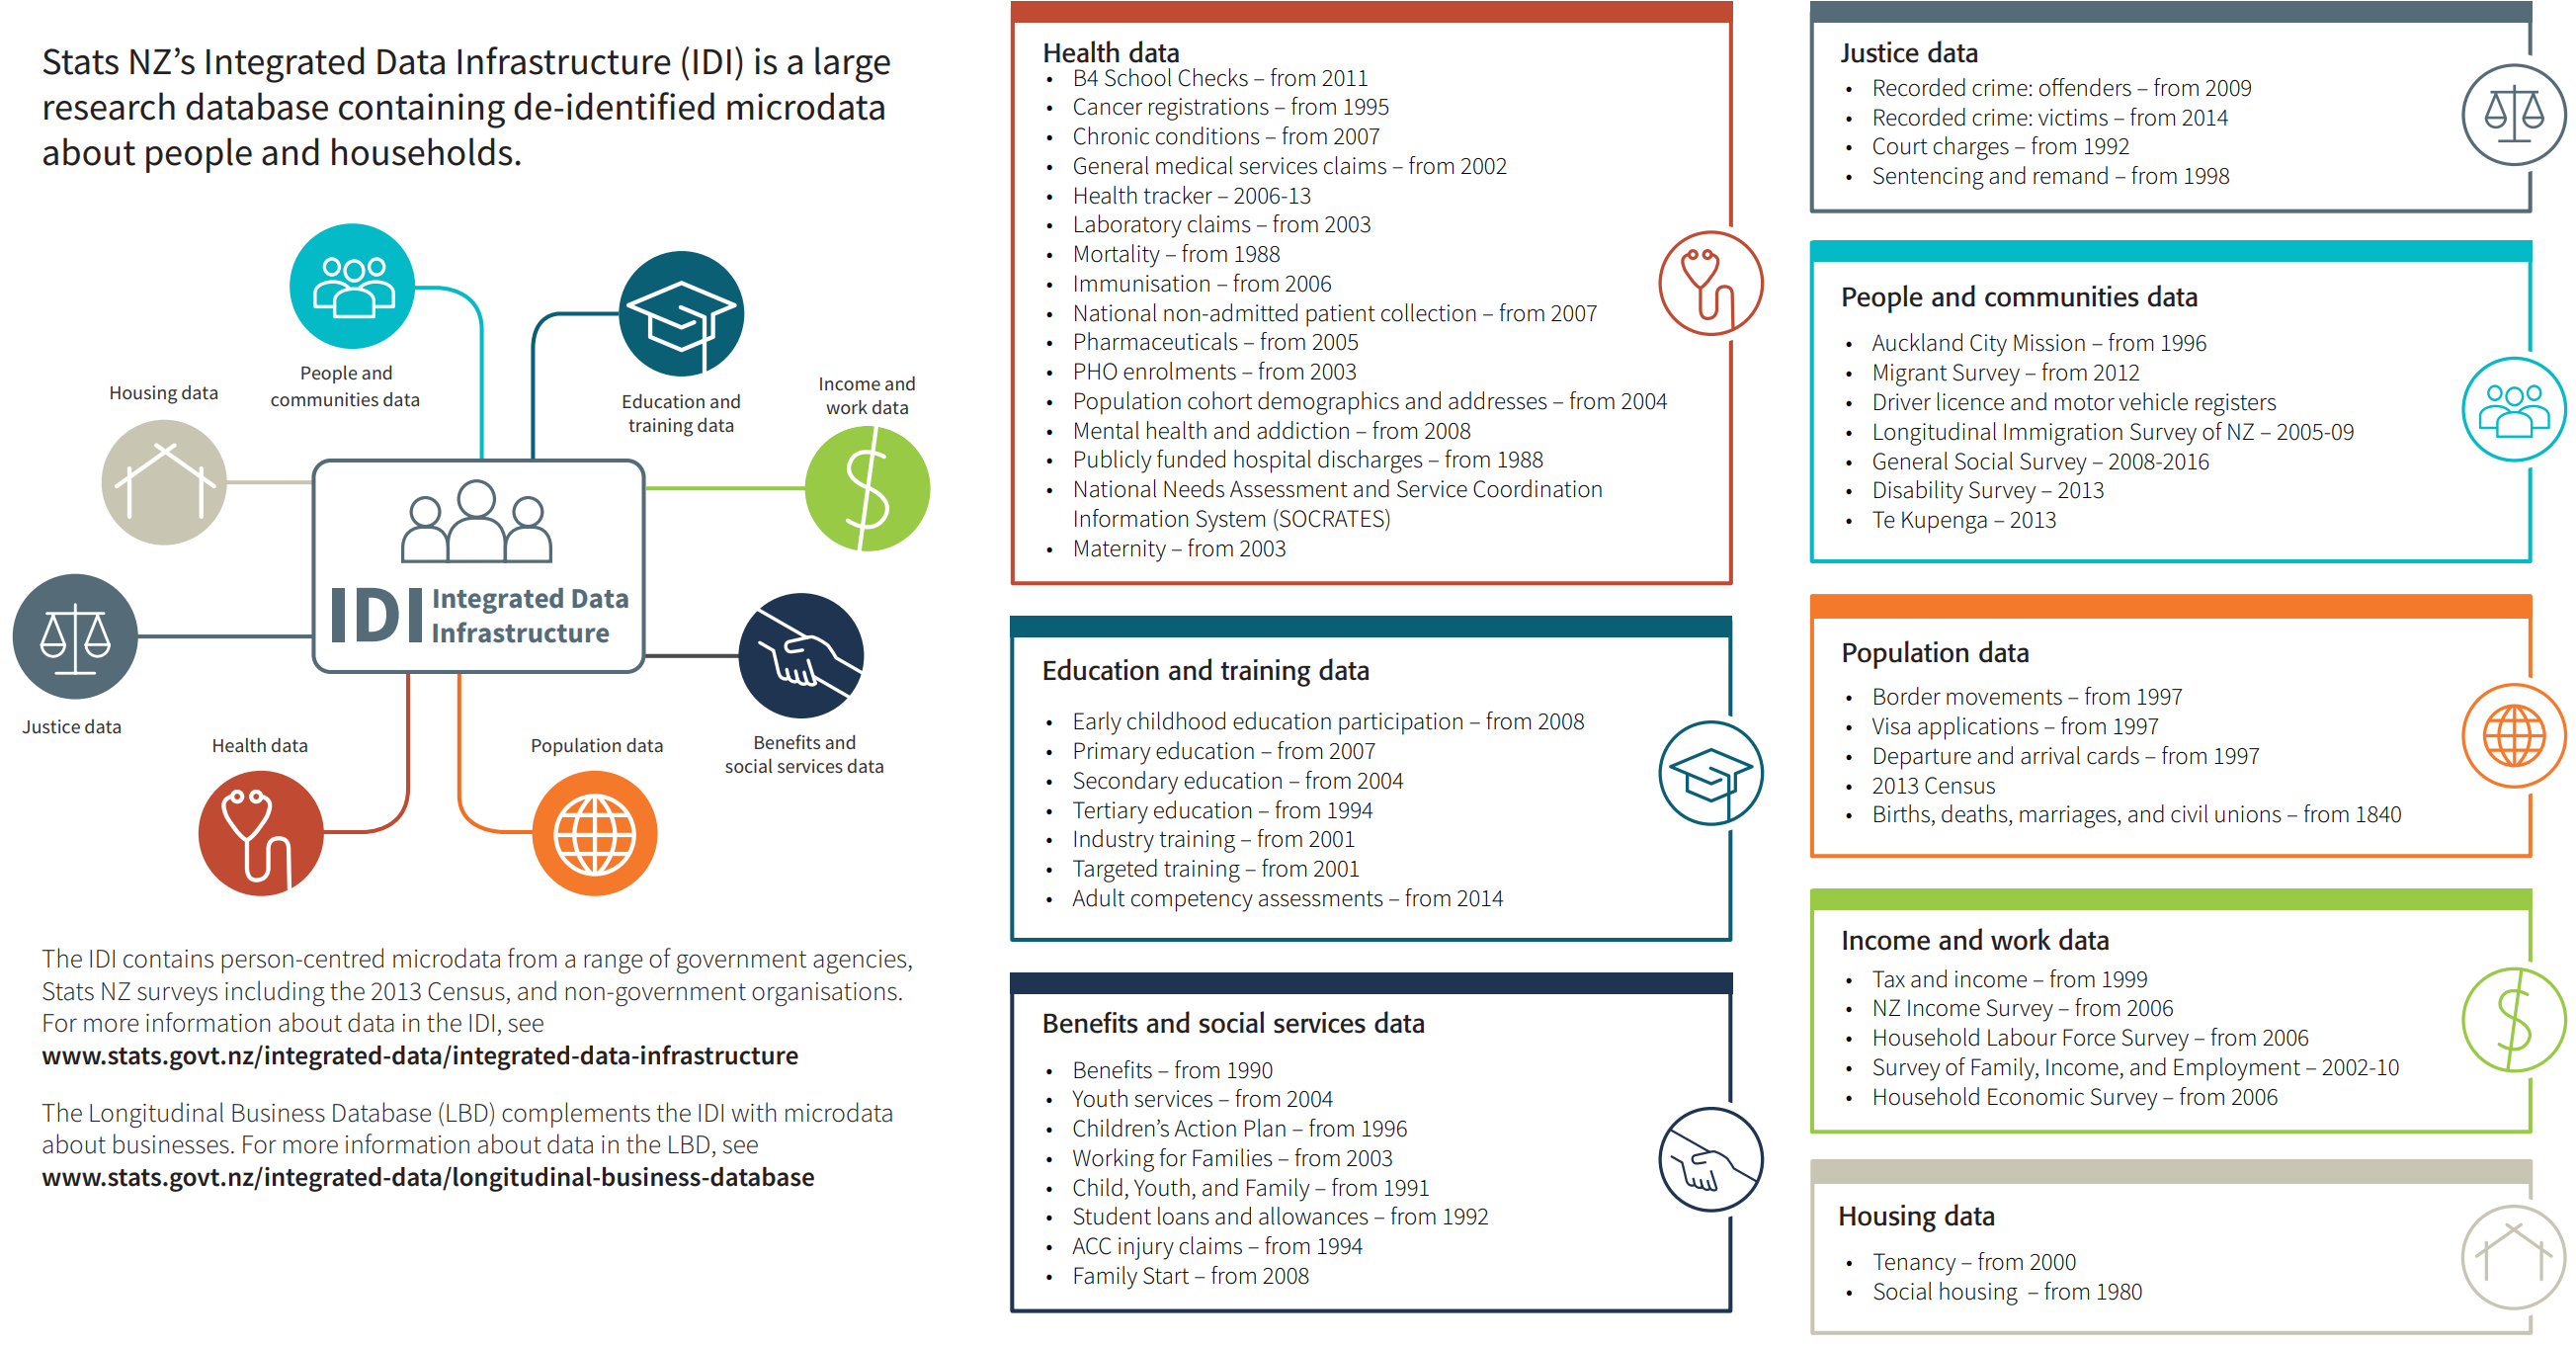 Stats NZ’s Integrated Data Infrastructure (IDI) is a large
research database containing de-identified microdata
about people and households.
People and
communities data
Education and
training data
Housing data
Income and
work data
IDI Integrated Data
Infrastructure
Justice data
Health data
Population data
Benefits and
social services data
The IDI contains person-centred microdata from a range of government agencies,
Stats NZ surveys including the 2013 Census, and non-government organisations.
For more information about data in the IDI, see
www.stats.govt.nz/integrated-data/integrated-data-infrastructure
The Longitudinal Business Database (LBD) complements the IDI with microdata
about businesses. For more information about data in the LBD, see
www.stats.govt.nz/integrated-data/longitudinal-business-database
Health data
• B4 School Checks – from 2011
• Cancer registrations – from 1995
• Chronic conditions – from 2007
• General medical services claims – from 2002
• Health tracker – 2006-13
• Laboratory claims – from 2003
• Mortality – from 1988
• Immunisation – from 2006
• National non-admitted patient collection – from 2007
• Pharmaceuticals – from 2005
• PHO enrolments – from 2003
• Population cohort demographics and addresses – from 2004
• Mental health and addiction – from 2008
• Publicly funded hospital discharges – from 1988
• National Needs Assessment and Service Coordination
Information System (SOCRATES)
• Maternity – from 2003
Education and training data
• Early childhood education participation – from 2008
• Primary education – from 2007
• Secondary education – from 2004
• Tertiary education – from 1994
• Industry training – from 2001
• Targeted training – from 2001
• Adult competency assessments – from 2014
Benefits and social services data
• Benefits – from 1990
• Youth services – from 2004
• Children’s Action Plan – from 1996
• Working for Families – from 2003
• Child, Youth, and Family – from 1991
• Student loans and allowances – from 1992
• ACC injury claims – from 1994
• Family Start – from 2008
Justice data
• Recorded crime: offenders – from 2009
• Recorded crime: victims – from 2014
• Court charges – from 1992
• Sentencing and remand – from 1998
People and communities data
• Auckland City Mission – from 1996
• Migrant Survey – from 2012
• Driver licence and motor vehicle registers
• Longitudinal Immigration Survey of NZ – 2005-09
• General Social Survey – 2008-2016
• Disability Survey – 2013
• Te Kupenga – 2013
Population data
• Border movements – from 1997
• Visa applications – from 1997
• Departure and arrival cards – from 1997
• 2013 Census
• Births, deaths, marriages, and civil unions – from 1840
Income and work data
• Tax and income – from 1999
• NZ Income Survey – from 2006
• Household Labour Force Survey – from 2006
• Survey of Family, Income, and Employment – 2002-10
• Household Economic Survey – from 2006
Housing data
• Tenancy – from 2000
• Social housing – from 1980